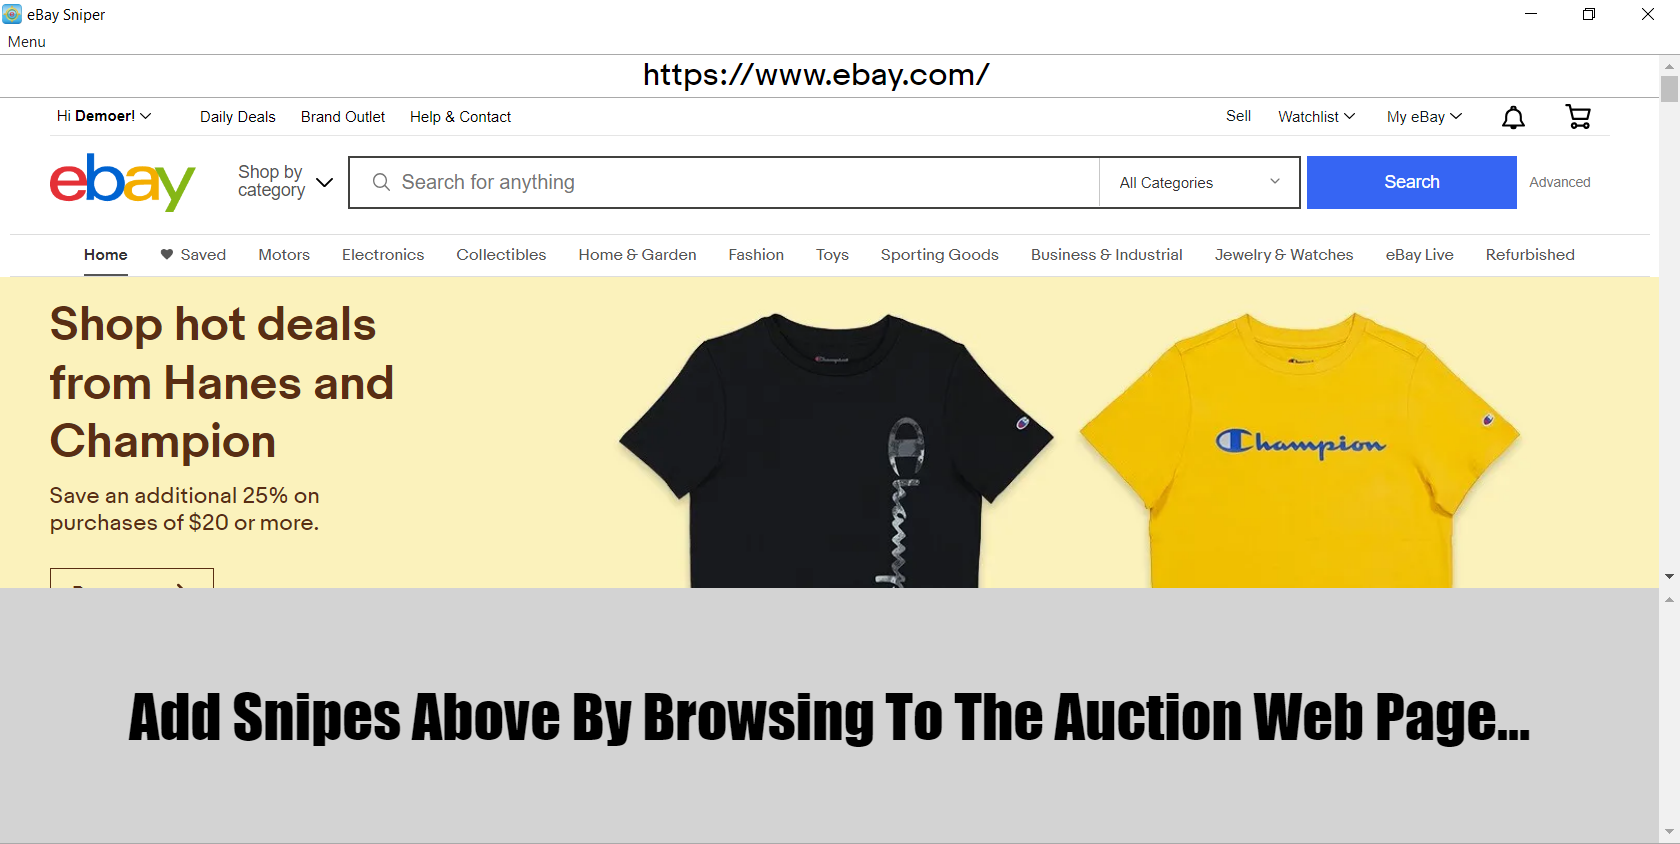 eBay Sniper
Menu
https://www.ebay.com/
Hi Demoer! Daily Deals Brand Outlet Help & Contact Sell Watchlist My eBay
ebay
Shop by
category
Search for anything
All Categories
Search
Advanced
Home Saved Motors Electronics Collectibles Home & Garden Fashion Toys Sporting Goods Business & Industrial Jewelry & Watches eBay Live Refurbished
Shop hot deals
from Hanes and
Champion
Save an additional 25% on
purchases of $20 or more.
Champion
Champion
Add Snipes Above By Browsing To The Auction Web Page...